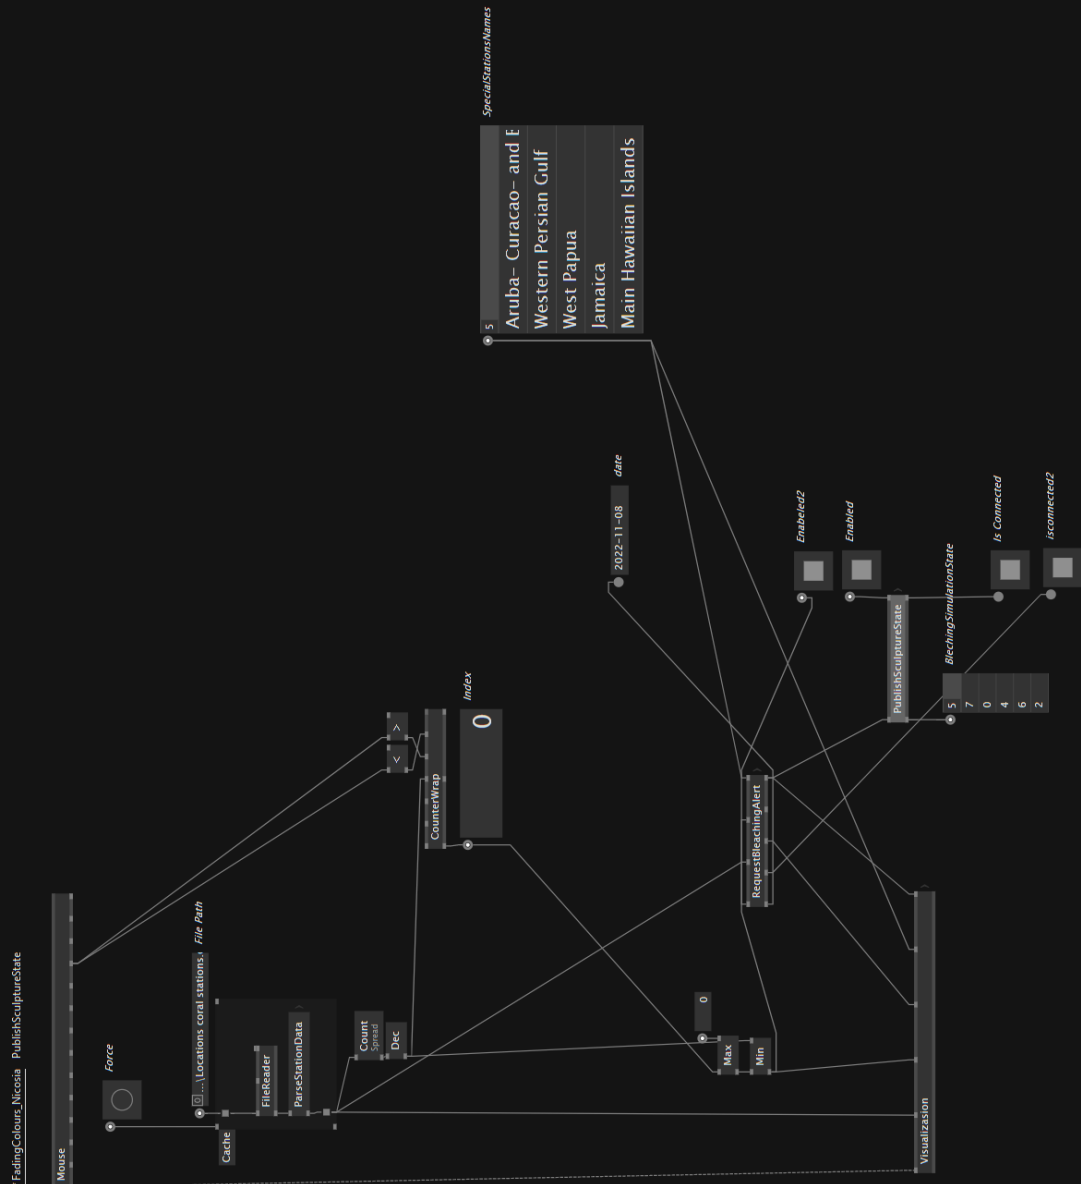 FadingColours_Nicosia PublishSculptureState
Mouse
Force
...\Locations coral stations. File Path
FileReader
ParseStationData
Cache
Count
Spread
Dec
<
>
CounterWrap
Index
0
SpecialStationsNames
5
Aruba- Curacao- and
Western Persian Gulf
West Papua
Jamaica
Main Hawaiian Islands
2022-11-08 date
0
Max
Min
RequestBleachingAlert
Enabeled2
Enabled
PublishSculptureState
Is Connected
isconnected2
BlechingSimulationState
5
7
0
4
6
2
Visualizasion